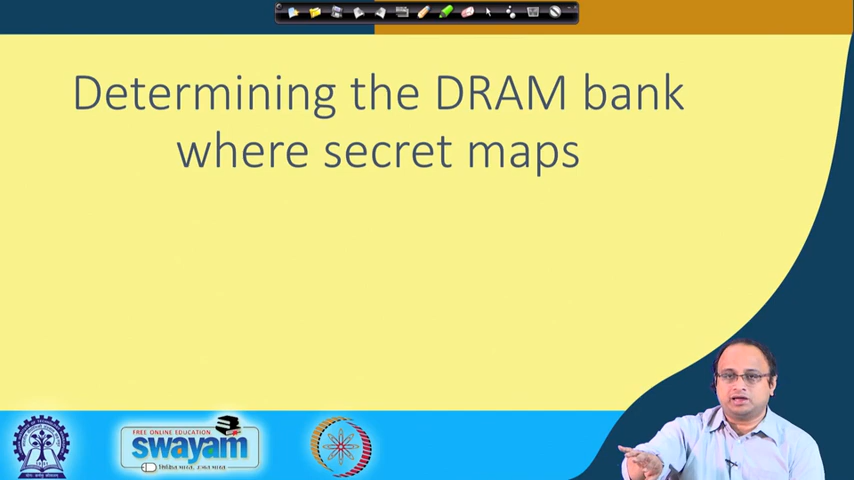 Determining the DRAM bank
where secret maps
FREE ONLINE EDUCATION
swayam